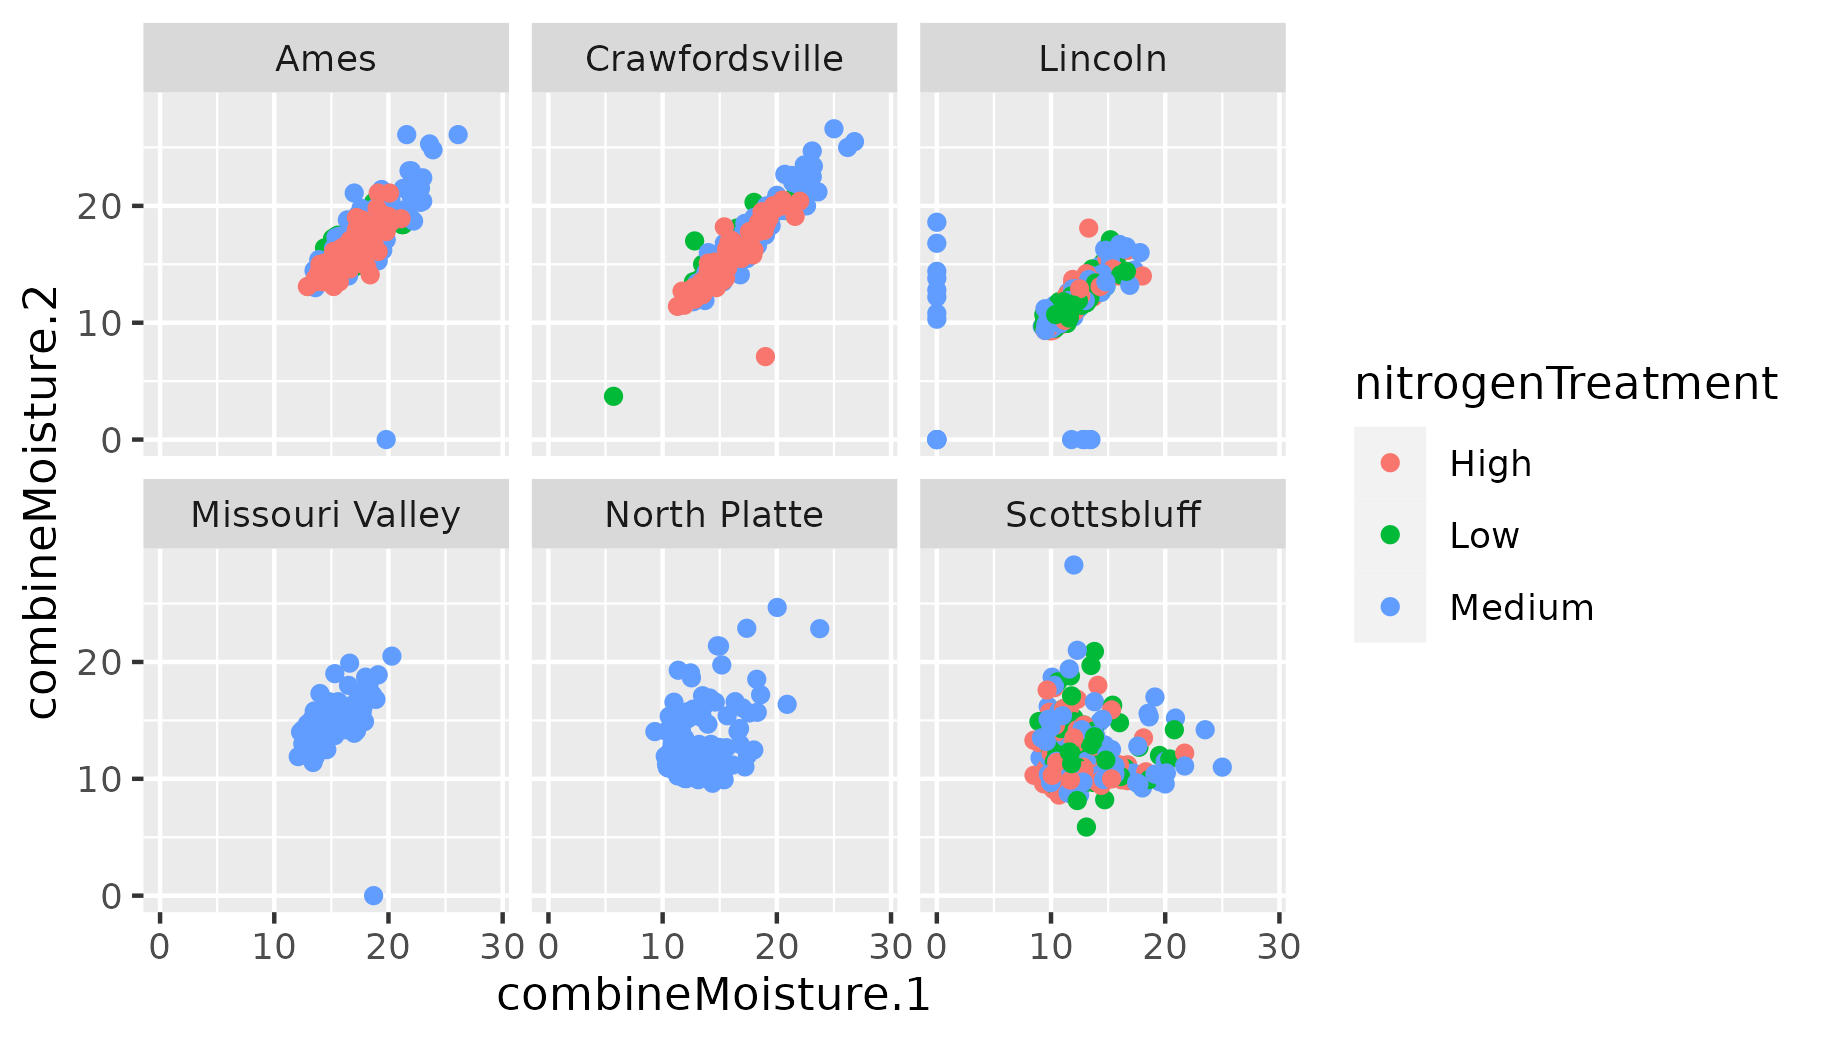 Ames Crawfordsville Lincoln
20
10
0
Missouri Valley North Platte Scottsbluff
20
10
0
0 10 20 30 0 10 20 30 0 10 20 30
combineMoisture.1
combineMoisture.2
nitrogenTreatment
High
Low
Medium